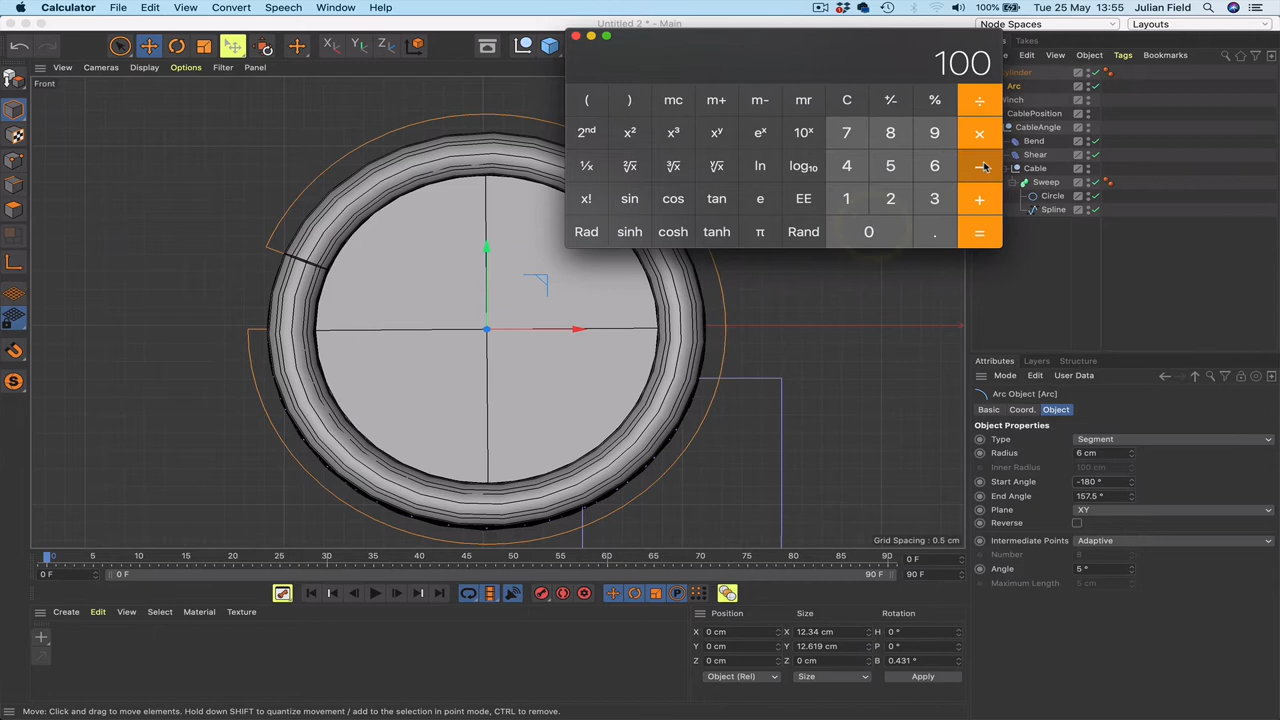 Calculator File Edit View Convert Speech Window Help
100% Tue 25 May 15:55 Julian Field
Untitled 2 * - Main
Node Spaces
Layouts
X Y Z
Takes
View Cameras Display Options Filter Panel
Edit View Object Tags Bookmarks
Front
100
( ) mc m+ m- mr C +⁄- % ÷
2ⁿᵈ x² x³ xʸ eˣ 10ˣ 7 8 9 ×
¹⁄ₓ ²√x ³√x ʸ√x ln log₁₀ 4 5 6 −
x! sin cos tan e EE 1 2 3 +
Rad sinh cosh tanh π Rand 0 . =
Arc
CablePosition
CableAngle
Bend
Shear
Cable
Sweep
Circle
Spline
Attributes Layers Structure
Mode Edit User Data
Arc Object [Arc]
Basic Coord. Object
Object Properties
Type Segment
Radius 6 cm
Inner Radius 100 cm
Start Angle -180 °
End Angle 157.5 °
Plane XY
Reverse
Intermediate Points Adaptive
Number 8
Angle 5 °
Maximum Length 5 cm
Grid Spacing : 0.5 cm
0 5 10 15 20 25 30 35 40 45 50 55 60 65 70 75 80 85 90 0 F
0 F 0 F 90 F 90 F
Create Edit View Select Material Texture
Position Size Rotation
X 0 cm X 12.34 cm H 0 °
Y 0 cm Y 12.619 cm P 0 °
Z 0 cm Z 0 cm B 0.431 °
Object (Rel) Size Apply
Move: Click and drag to move elements. Hold down SHIFT to quantize movement / add to the selection in point mode, CTRL to remove.